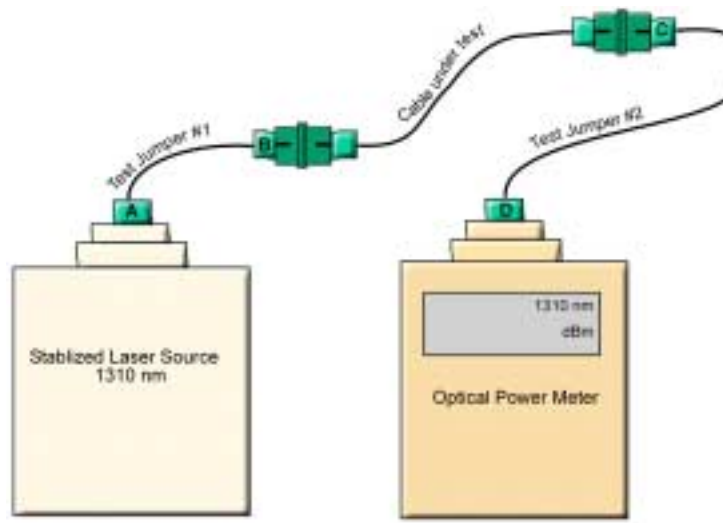 C
Cable under test
Test Jumper #1
B
Test Jumper #2
A
D
1310 nm
dBm
Stablized Laser Source
1310 nm
Optical Power Meter